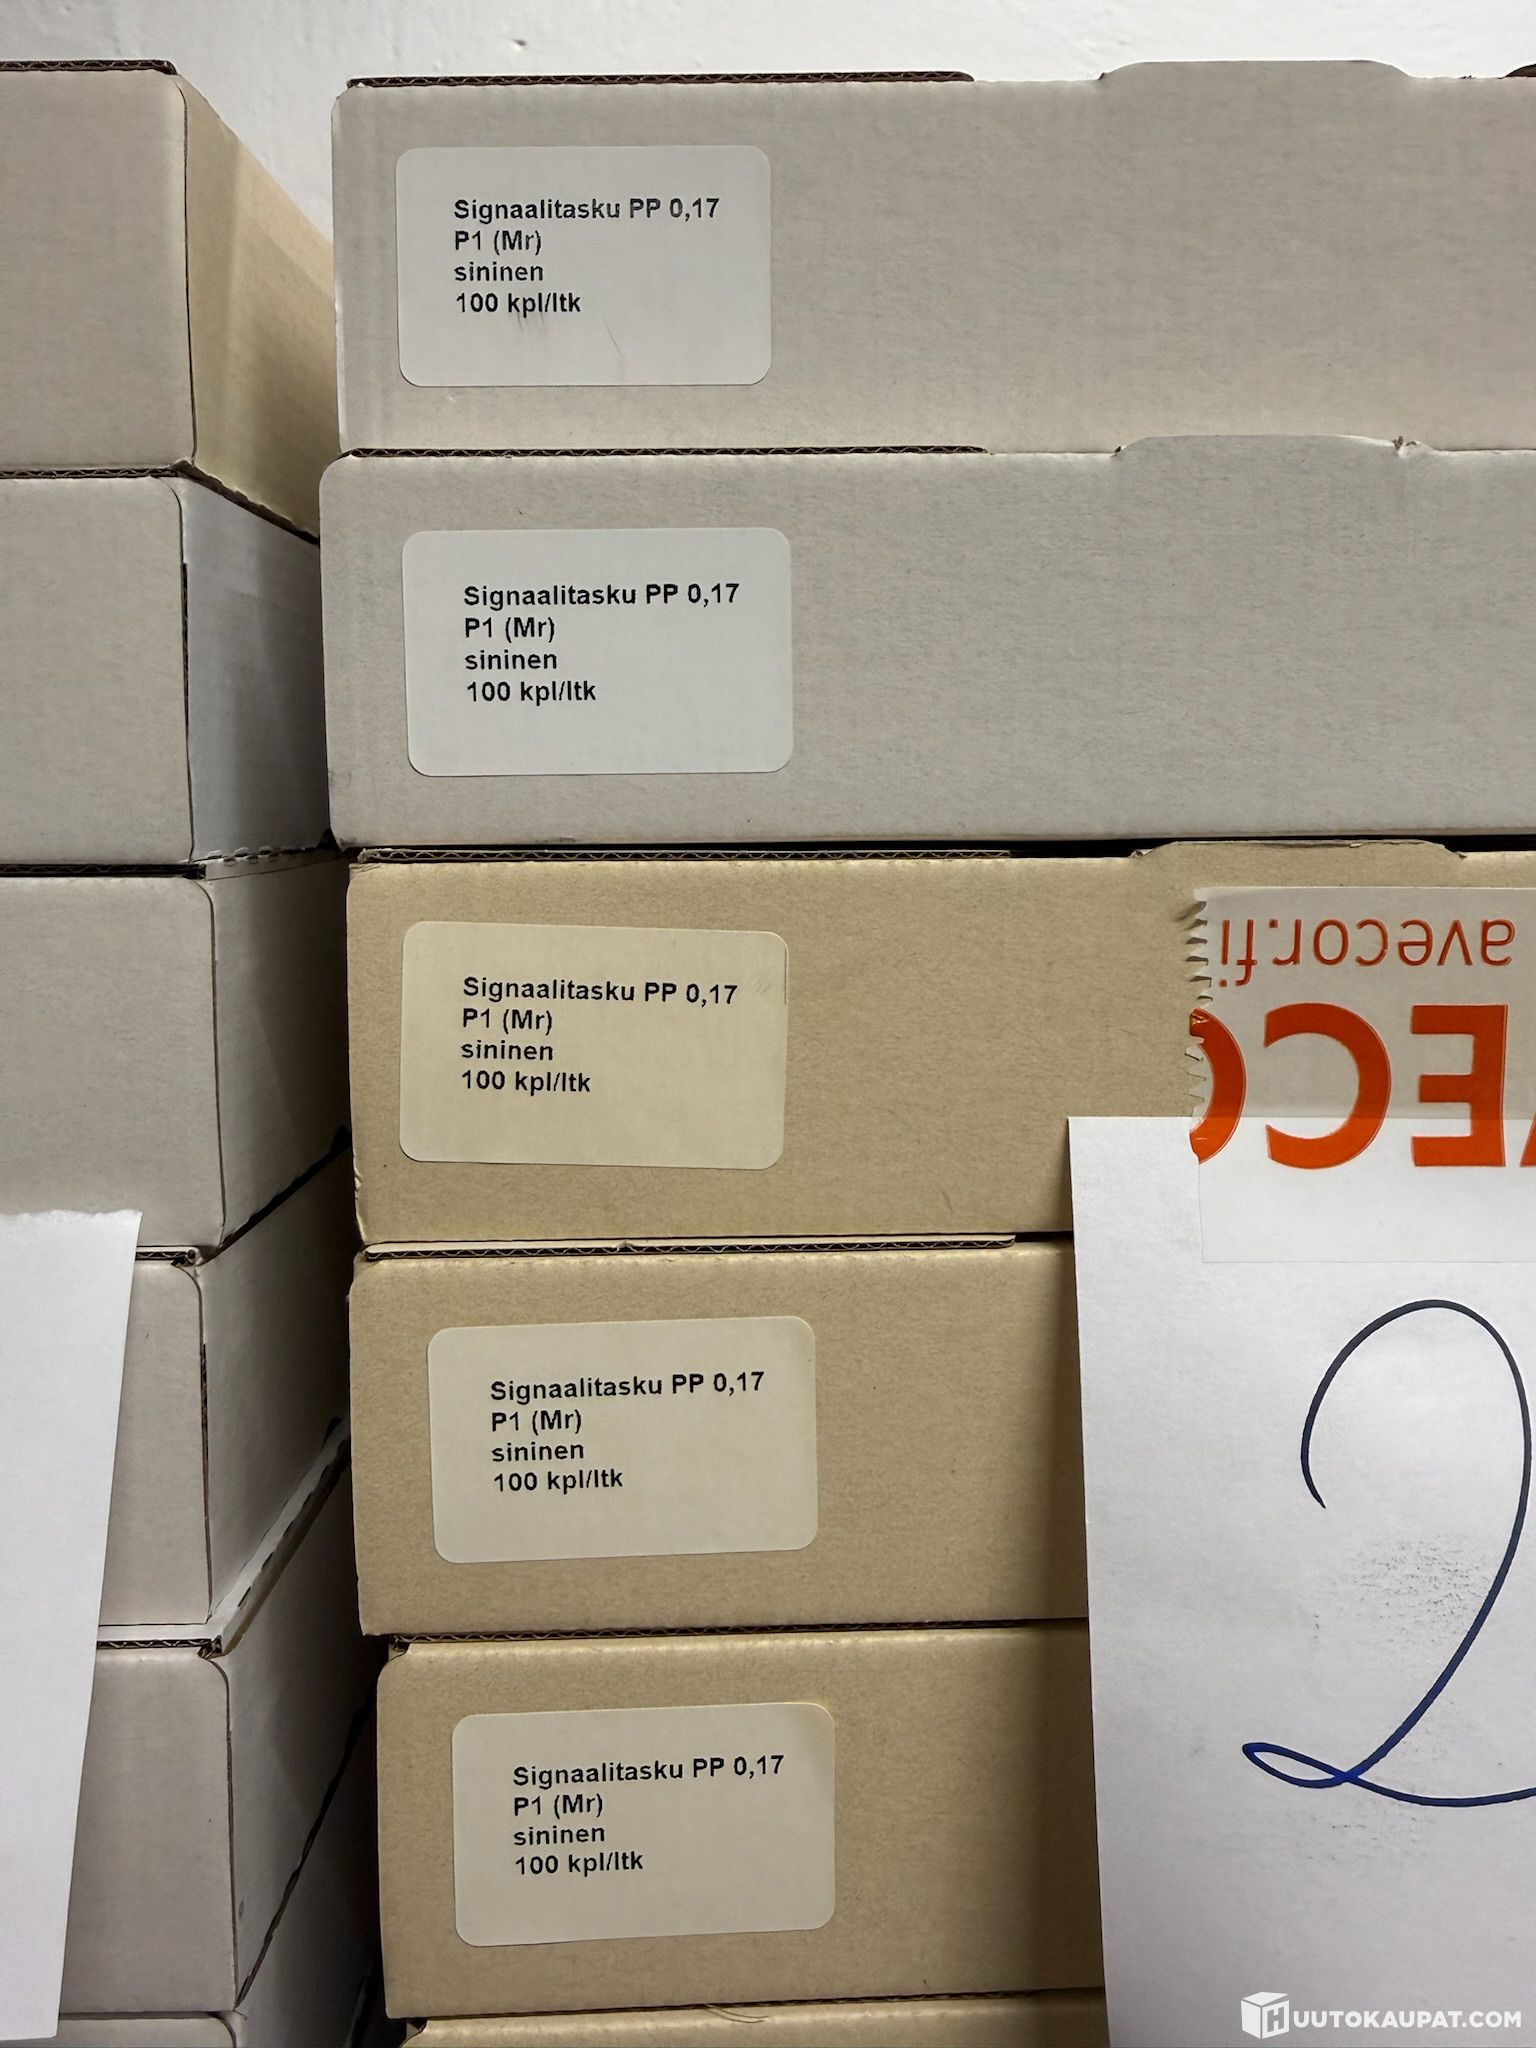 Signaalitasku PP 0,17
P1 (Mr)
sininen
100 kpl/ltk
Signaalitasku PP 0,17
P1 (Mr)
sininen
100 kpl/ltk
Signaalitasku PP 0,17
P1 (Mr)
sininen
100 kpl/ltk
avecor.fi
VECO
Signaalitasku PP 0,17
P1 (Mr)
sininen
100 kpl/ltk
2
Signaalitasku PP 0,17
P1 (Mr)
sininen
100 kpl/ltk
HUUTOKAUPAT.COM